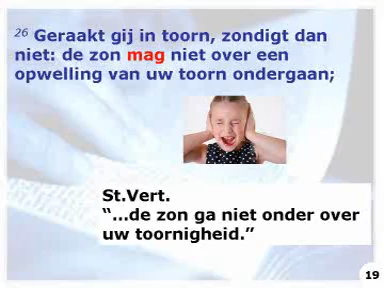 26 Geraakt gij in toorn, zondigt dan
niet: de zon mag niet over een
opwelling van uw toorn ondergaan;
St.Vert.
“…de zon ga niet onder over
uw toornigheid.”
19